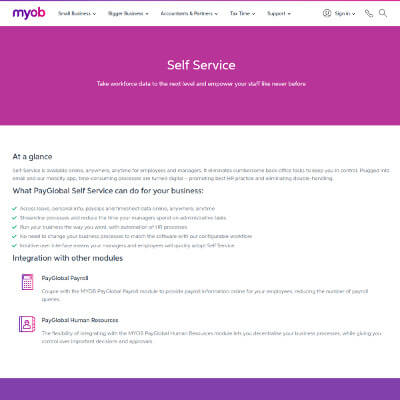 myob
Small Business
Bigger Business
Accountants & Partners
Tax Time
Support
Sign in
Self Service
Take workforce data to the next level and empower your staff like never before
At a glance
Self Service is available online, anywhere, anytime for employees and managers. It eliminates cumbersome back office tasks to keep you in control. Plugged into
email and our mobility app, time-consuming processes are turned digital – promoting best HR practice and eliminating double-handling.
What PayGlobal Self Service can do for your business:
Access leave, personal info, payslips and timesheet data online, anywhere, anytime
Streamline processes and reduce the time your managers spend on administrative tasks
Run your business the way you work, with automation of HR processes
No need to change your business processes to match the software with our configurable workflow
Intuitive user interface means your managers and employees will quickly adopt Self Service
Integration with other modules
PayGlobal Payroll
Couple with the MYOB PayGlobal Payroll module to provide payroll information online for your employees, reducing the number of payroll
queries.
PayGlobal Human Resources
The flexibility of integrating with the MYOB PayGlobal Human Resources module lets you decentralise your business processes, while giving you
control over important decisions and approvals.